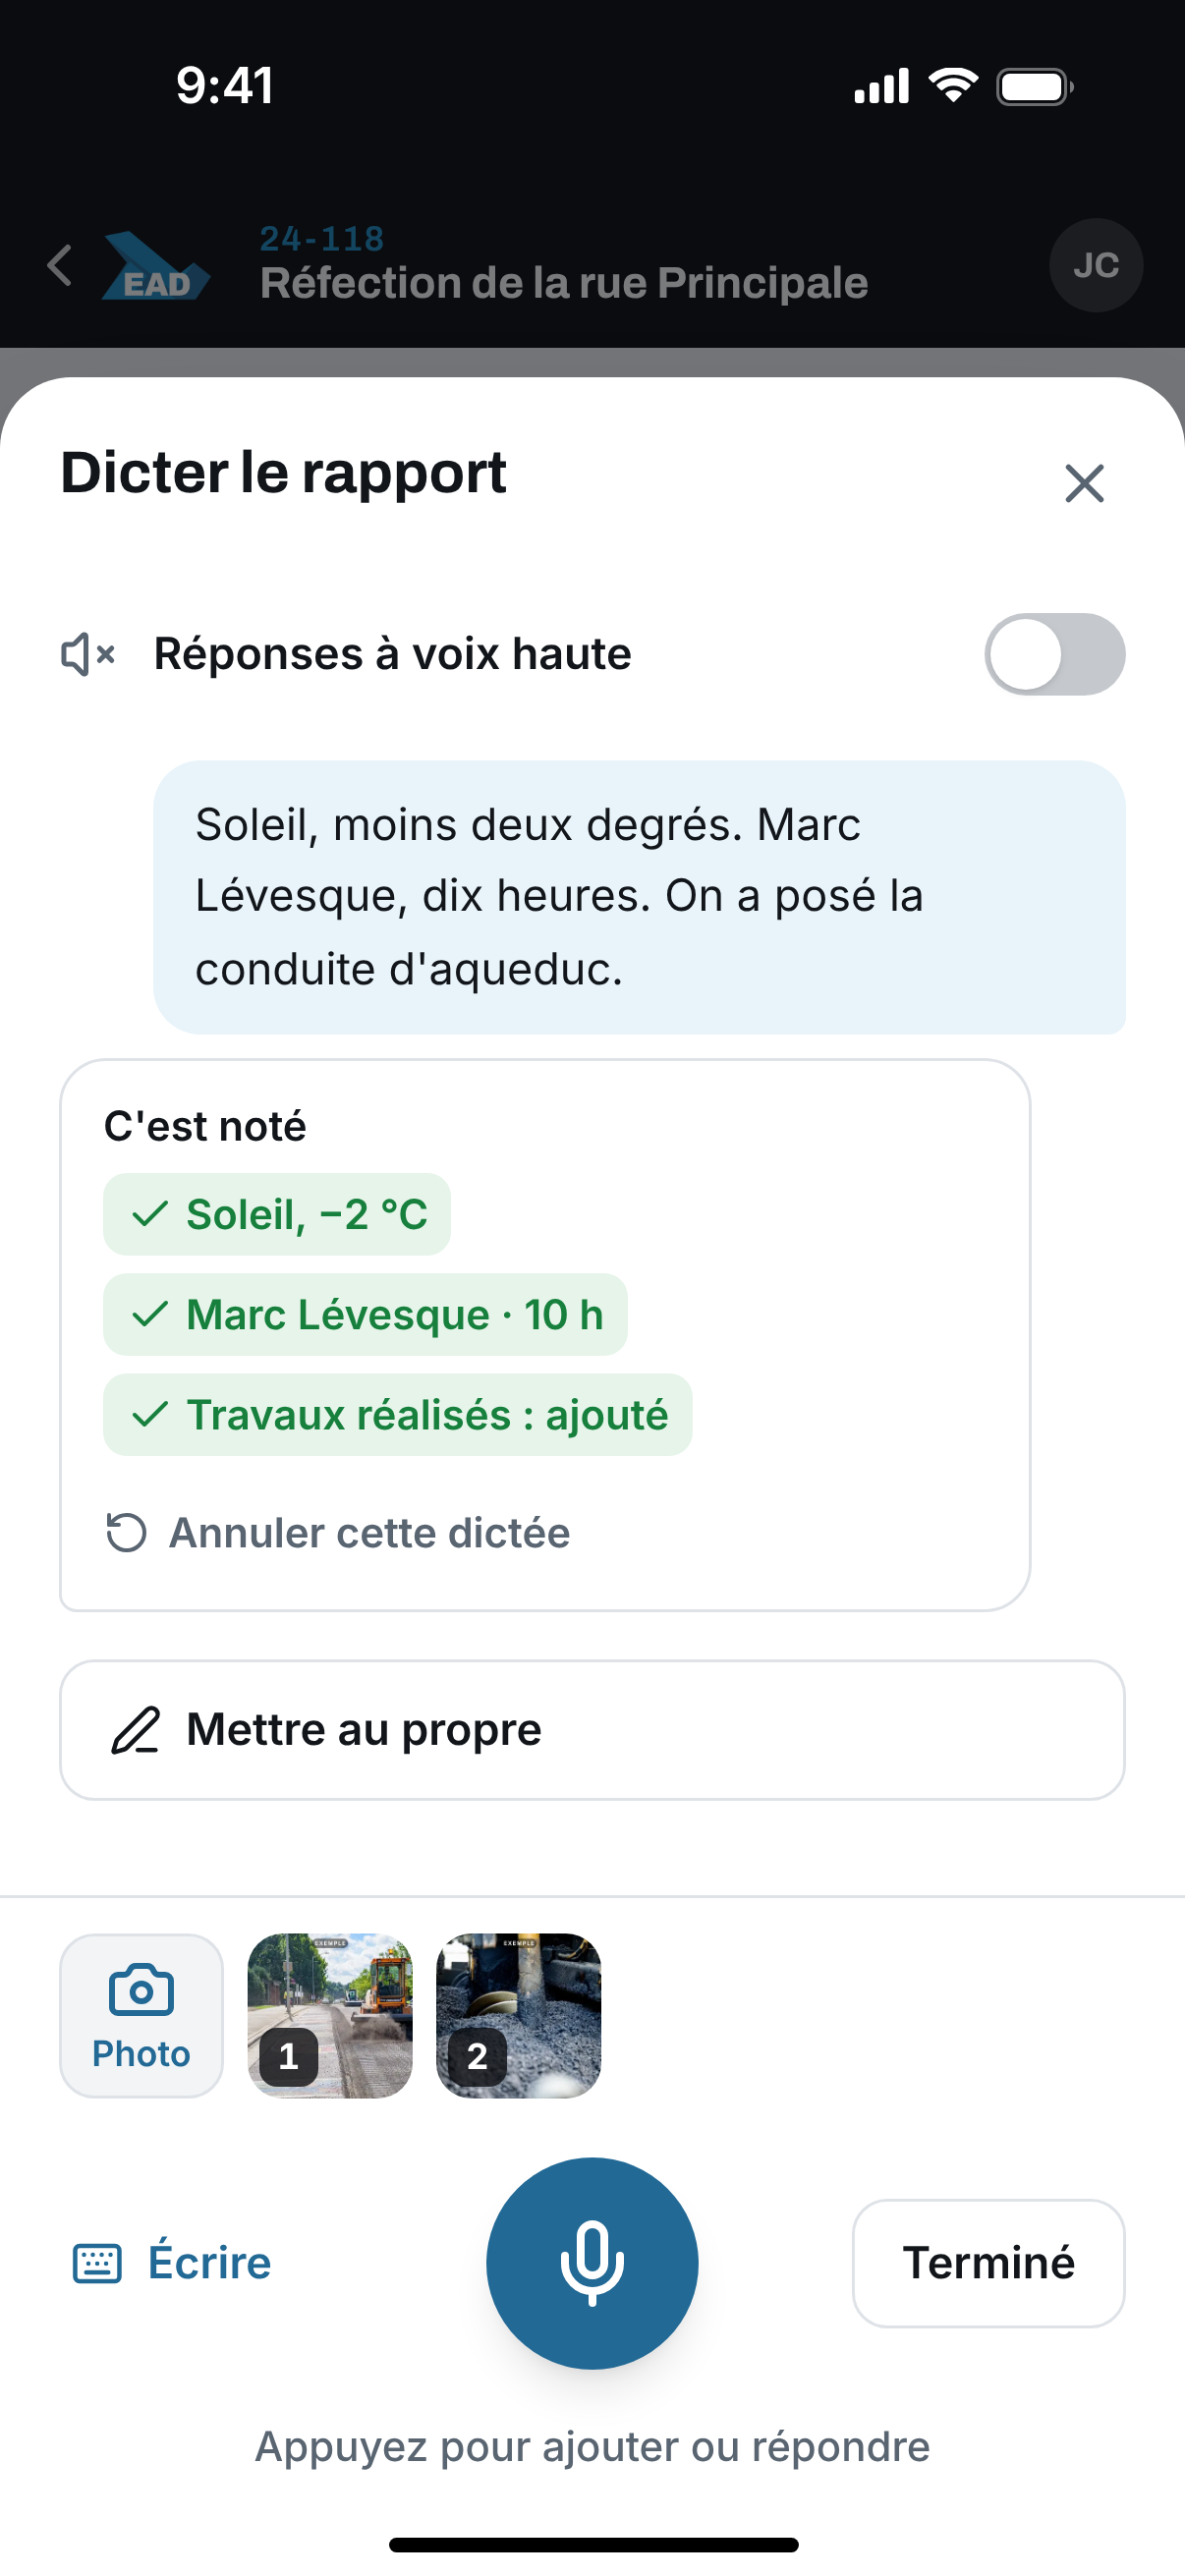 9:41
24-118
EAD
Réfection de la rue Principale
JC
Dicter le rapport
Réponses à voix haute
Soleil, moins deux degrés. Marc
Lévesque, dix heures. On a posé la
conduite d'aqueduc.
C'est noté
Soleil, −2 °C
Marc Lévesque · 10 h
Travaux réalisés : ajouté
Annuler cette dictée
Mettre au propre
EXEMPLE
EXEMPLE
Photo
1
2
Écrire
Terminé
Appuyez pour ajouter ou répondre